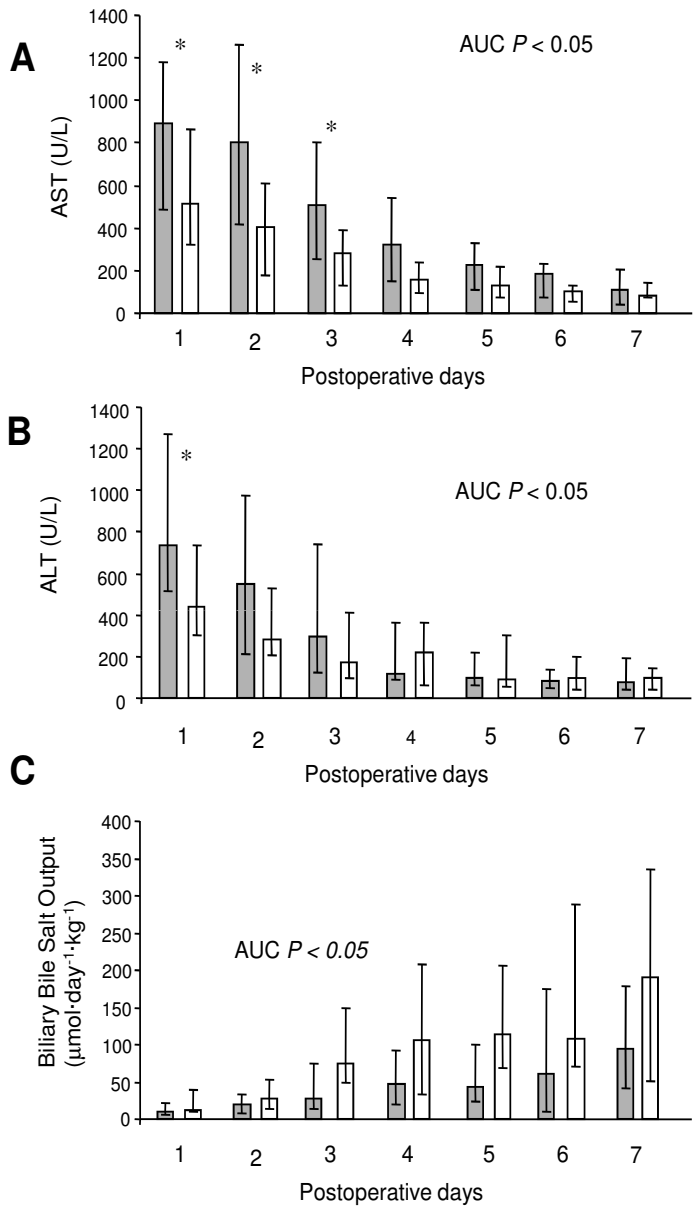 A
AST (U/L)
1400
1200
1000
800
600
400
200
0
*
*
*
AUC P < 0.05
1 2 3 4 5 6 7
Postoperative days
B
ALT (U/L)
1400
1200
1000
800
600
400
200
0
*
AUC P < 0.05
1 2 3 4 5 6 7
Postoperative days
C
Biliary Bile Salt Output
(µmol·day⁻¹·kg⁻¹)
400
350
300
250
200
150
100
50
0
AUC P < 0.05
1 2 3 4 5 6 7
Postoperative days